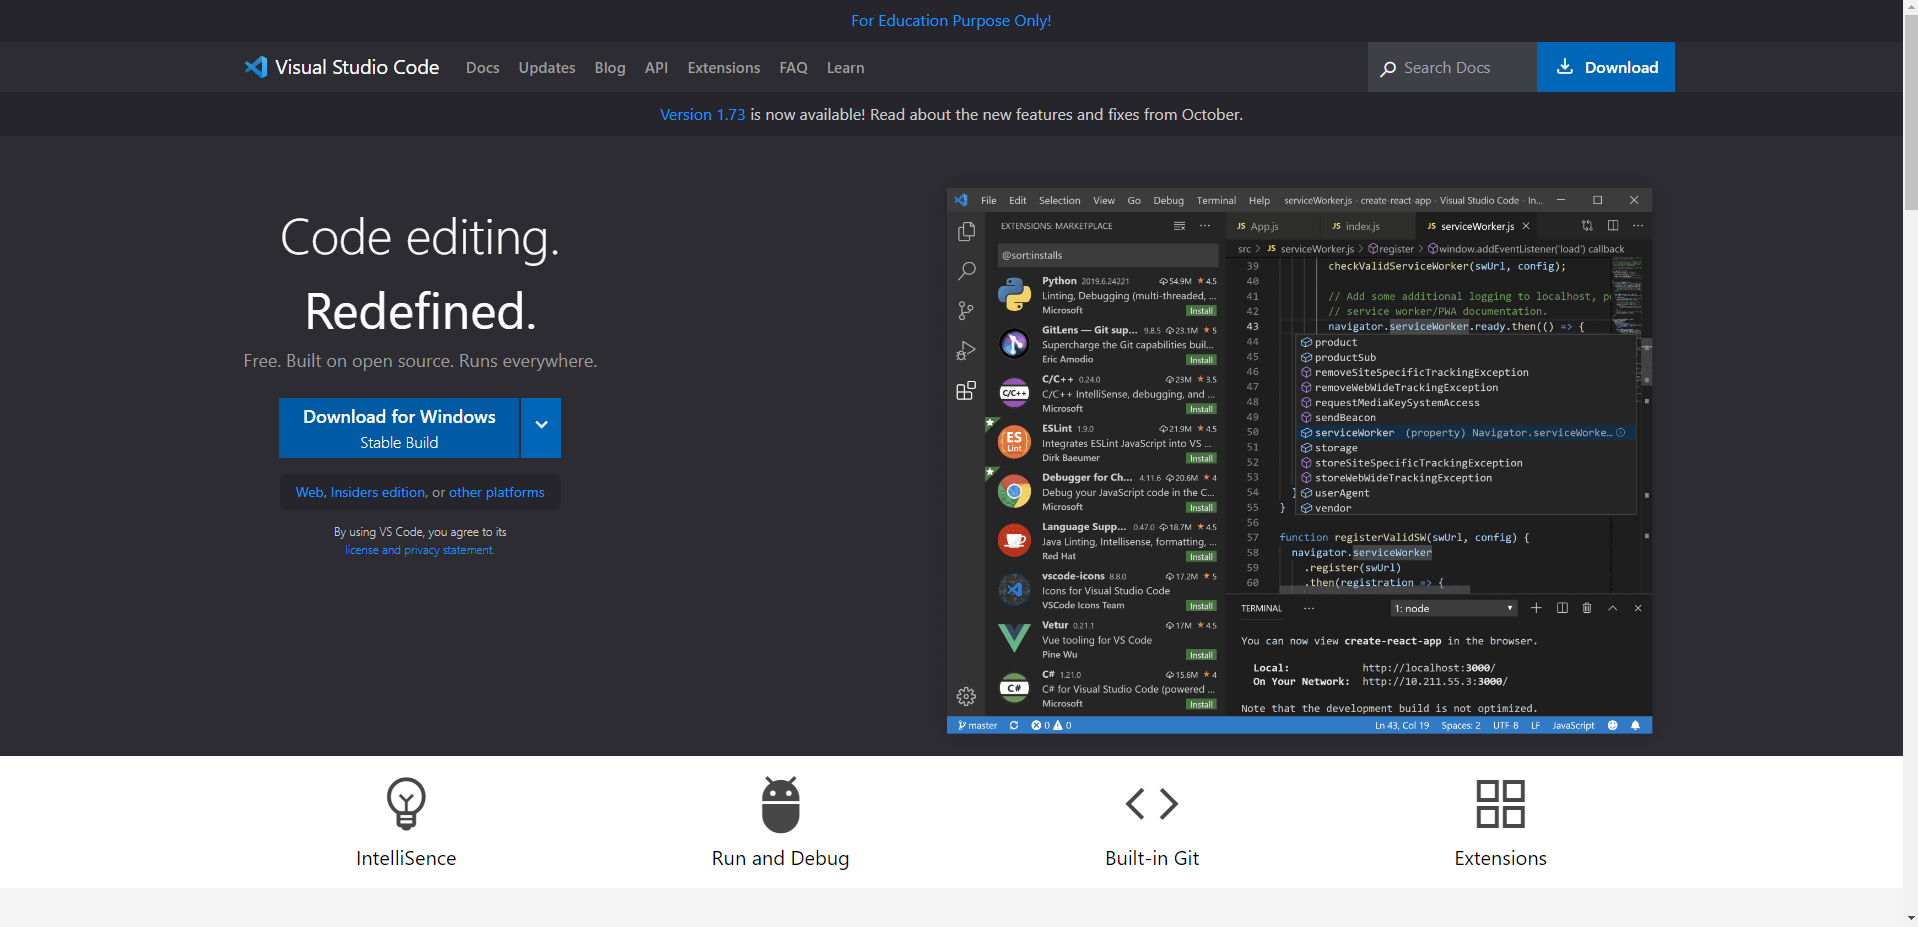 For Education Purpose Only!
Visual Studio Code Docs Updates Blog API Extensions FAQ Learn Search Docs Download
Version 1.73 is now available! Read about the new features and fixes from October.
Code editing.
Redefined.
Free. Built on open source. Runs everywhere.
Download for Windows
Stable Build
Web, Insiders edition, or other platforms
By using VS Code, you agree to its
license and privacy statement.
File Edit Selection View Go Debug Terminal Help serviceWorker.js - create-react-app - Visual Studio Code - In...
EXTENSIONS: MARKETPLACE
@sort:installs
Python 2019.6.24221 54.9M 4.5
Linting, Debugging (multi-threaded, ...
Microsoft Install
GitLens — Git sup... 9.8.5 23.1M 5
Supercharge the Git capabilities buil...
Eric Amodio Install
C/C++
C/C++ 0.24.0 23M 3.5
C/C++ IntelliSense, debugging, and ...
Microsoft Install
ES
Lint
ESLint 1.9.0 21.9M 4.5
Integrates ESLint JavaScript into VS ...
Dirk Baeumer Install
Debugger for Ch... 4.11.6 20.6M 4
Debug your JavaScript code in the C...
Microsoft Install
Language Supp... 0.47.0 18.7M 4.5
Java Linting, Intellisense, formatting, ...
Red Hat Install
vscode-icons 8.8.0 17.2M 5
Icons for Visual Studio Code
VSCode Icons Team Install
Vetur 0.21.1 17M 4.5
Vue tooling for VS Code
Pine Wu Install
C#
C# 1.21.0 15.6M 4
C# for Visual Studio Code (powered ...
Microsoft Install
JS App.js JS index.js JS serviceWorker.js
src > JS serviceWorker.js > register > window.addEventListener('load') callback
39 checkValidServiceWorker(swUrl, config);
40
41 // Add some additional logging to localhost, p
42 // service worker/PWA documentation.
43 navigator.serviceWorker.ready.then(() => {
44 product
45 productSub
46 removeSiteSpecificTrackingException
47 removeWebWideTrackingException
48 requestMediaKeySystemAccess
49 sendBeacon
50 serviceWorker (property) Navigator.serviceWorke...
51 storage
52 storeSiteSpecificTrackingException
53 storeWebWideTrackingException
54 } userAgent
55 } vendor
56
57 function registerValidSW(swUrl, config) {
58 navigator.serviceWorker
59 .register(swUrl)
60 .then(registration => {
TERMINAL ... 1: node
You can now view create-react-app in the browser.
Local: http://localhost:3000/
On Your Network: http://10.211.55.3:3000/
Note that the development build is not optimized.
master 0 0 Ln 43, Col 19 Spaces: 2 UTF-8 LF JavaScript
IntelliSence
Run and Debug
Built-in Git
Extensions